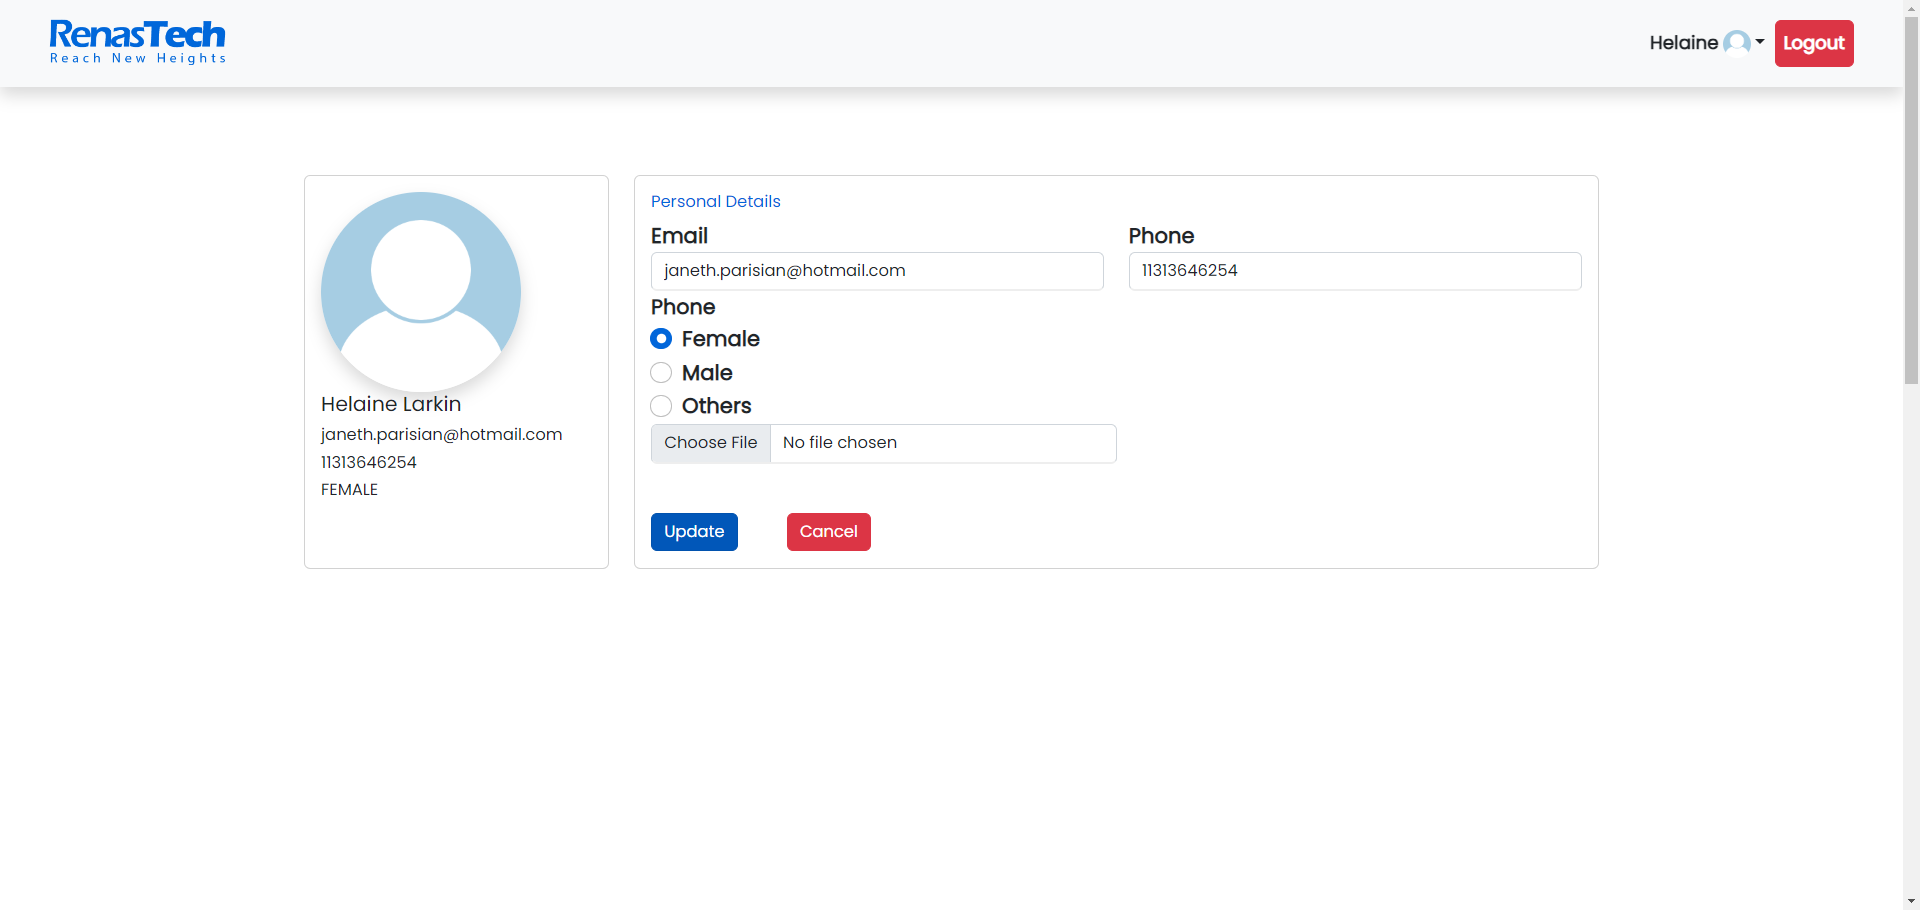 RenasTech
Reach New Heights
Helaine
Logout
Helaine Larkin
janeth.parisian@hotmail.com
11313646254
FEMALE
Personal Details
Email
Phone
janeth.parisian@hotmail.com
11313646254
Phone
Female
Male
Others
Choose File
No file chosen
Update
Cancel